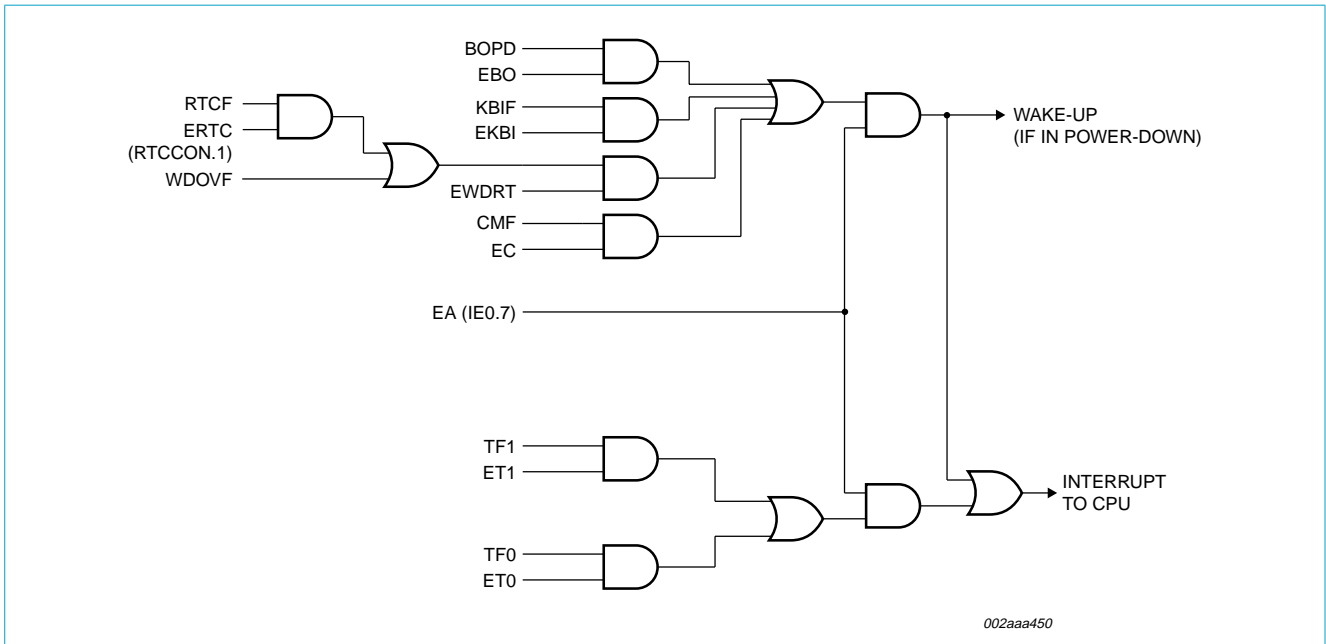 BOPD
EBO
RTCF
ERTC
(RTCCON.1)
WDOVF
KBIF
EKBI
EWDRT
CMF
EC
WAKE-UP
(IF IN POWER-DOWN)
EA (IE0.7)
TF1
ET1
TF0
ET0
INTERRUPT
TO CPU
002aaa450